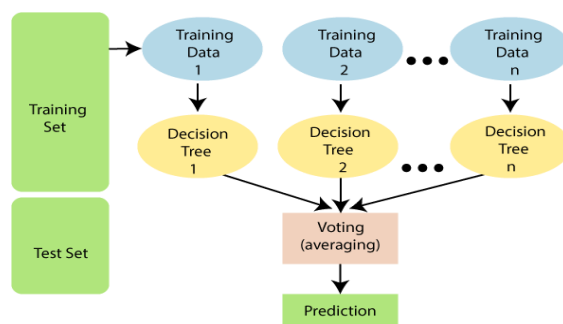 Training
Set
Test Set
Training
Data
1
Training
Data
2
Training
Data
n
Decision
Tree
1
Decision
Tree
2
Decision
Tree
n
Voting
(averaging)
Prediction